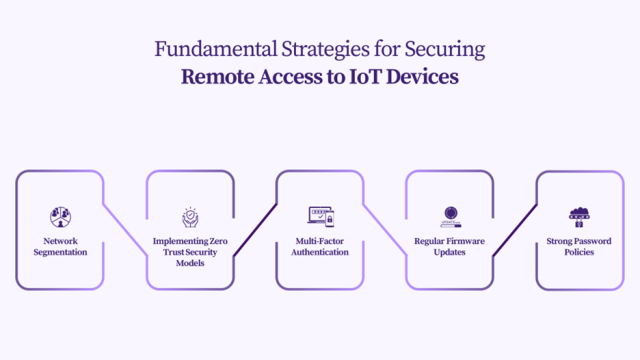 Fundamental Strategies for Securing
Remote Access to IoT Devices
Network
Segmentation
Implementing Zero
Trust Security
Models
Multi-Factor
Authentication
Regular Firmware
Updates
Strong Password
Policies